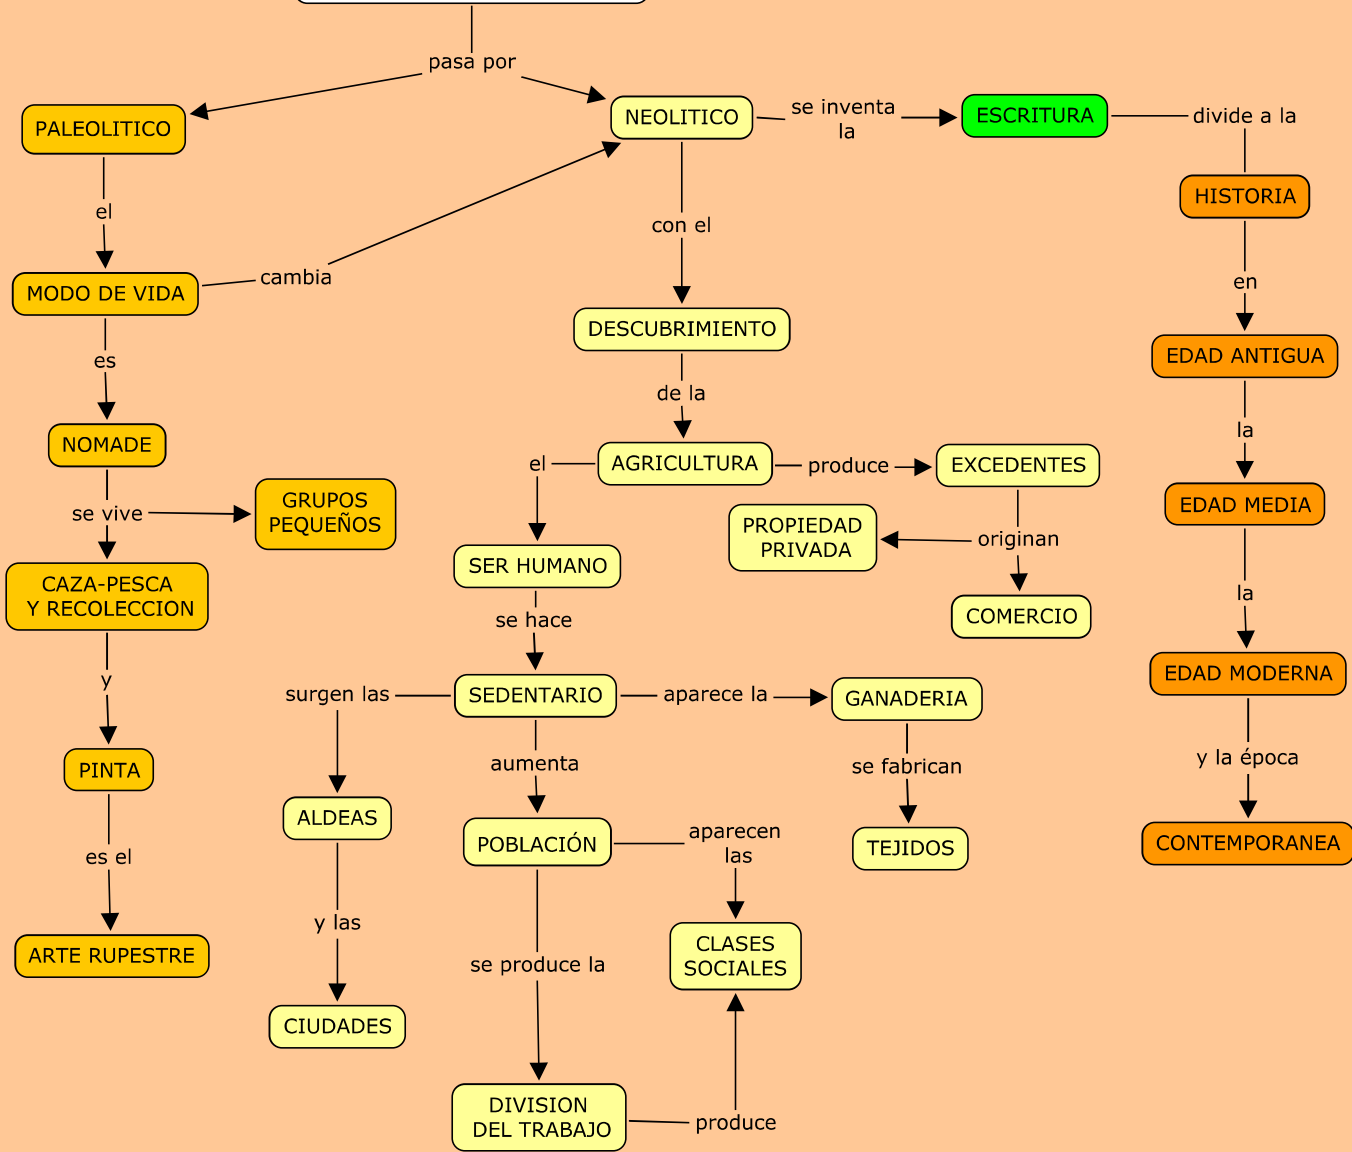 pasa por
PALEOLITICO
NEOLITICO
se inventa
la
ESCRITURA
divide a la
HISTORIA
el
con el
cambia
MODO DE VIDA
en
DESCUBRIMIENTO
EDAD ANTIGUA
es
de la
la
NOMADE
AGRICULTURA
el
produce
EXCEDENTES
se vive
GRUPOS
PEQUEÑOS
EDAD MEDIA
PROPIEDAD
PRIVADA
originan
SER HUMANO
CAZA-PESCA
Y RECOLECCION
la
COMERCIO
se hace
y
surgen las
SEDENTARIO
aparece la
GANADERIA
EDAD MODERNA
aumenta
se fabrican
y la época
PINTA
ALDEAS
POBLACIÓN
aparecen
las
TEJIDOS
CONTEMPORANEA
es el
y las
CLASES
SOCIALES
ARTE RUPESTRE
se produce la
CIUDADES
DIVISION
DEL TRABAJO
produce